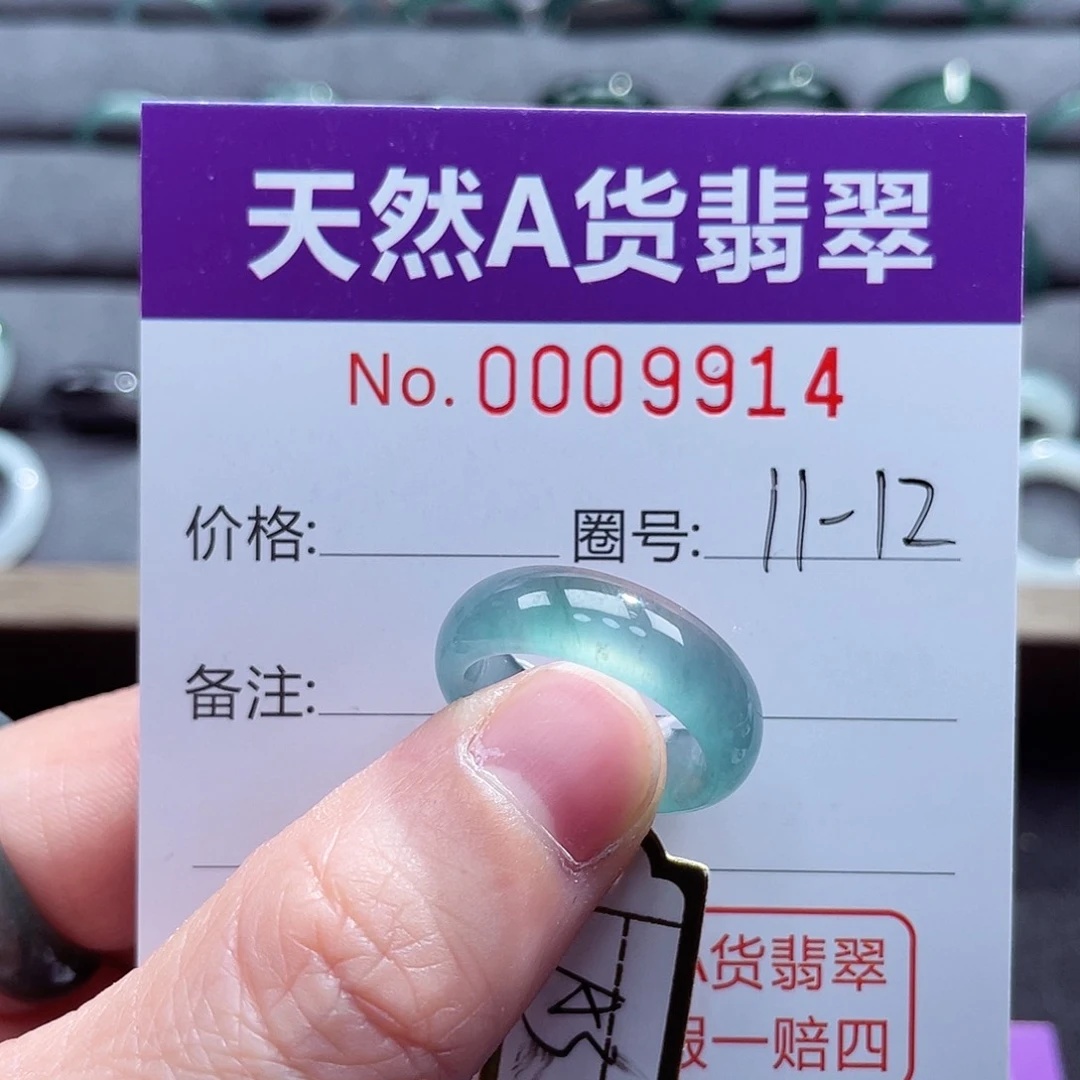 天然A货翡翠
No. 0009914
价格: 圈号: 11-12
备注:
货翡翠
一赔四